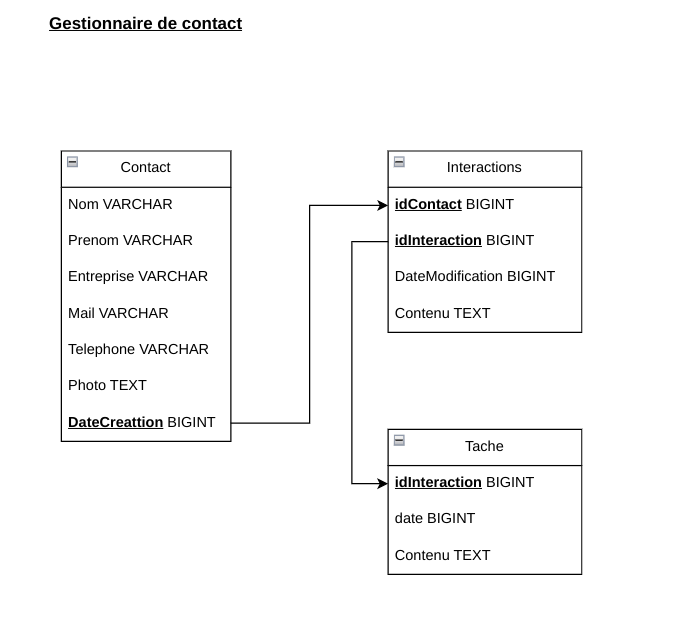 Gestionnaire de contact
Contact
Nom VARCHAR
Prenom VARCHAR
Entreprise VARCHAR
Mail VARCHAR
Telephone VARCHAR
Photo TEXT
DateCreattion BIGINT
Interactions
idContact BIGINT
idInteraction BIGINT
DateModification BIGINT
Contenu TEXT
Tache
idInteraction BIGINT
date BIGINT
Contenu TEXT